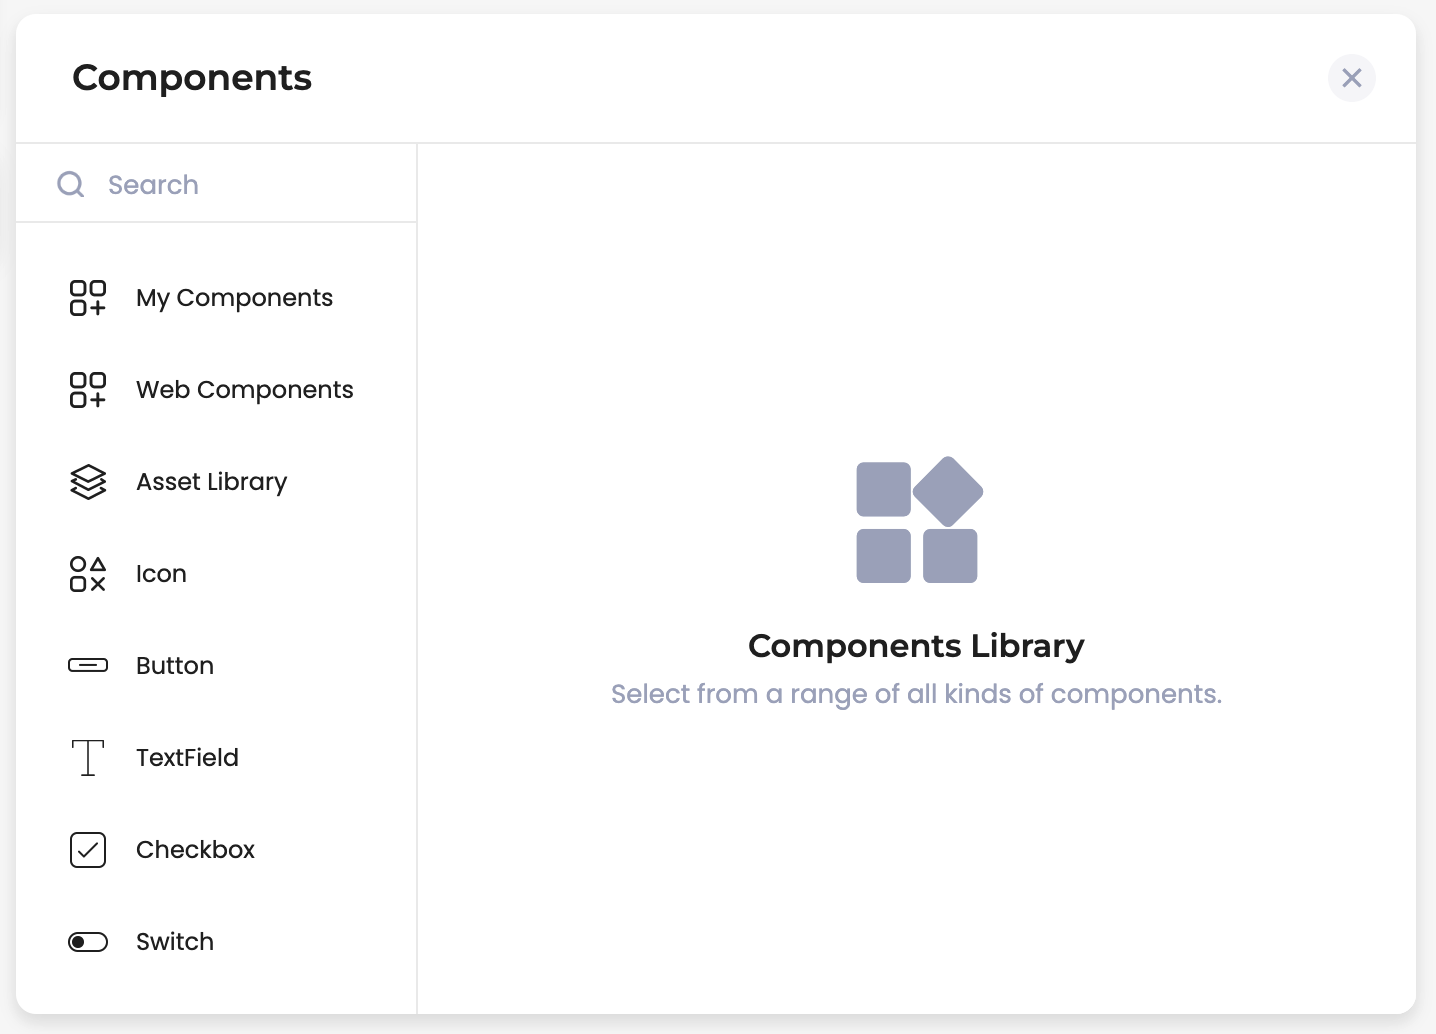 Components
Search
My Components
Web Components
Asset Library
Icon
Button
TextField
Checkbox
Switch
Components Library
Select from a range of all kinds of components.